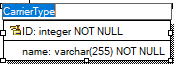 CarrierType
ID: integer NOT NULL
name: varchar(255) NOT NULL